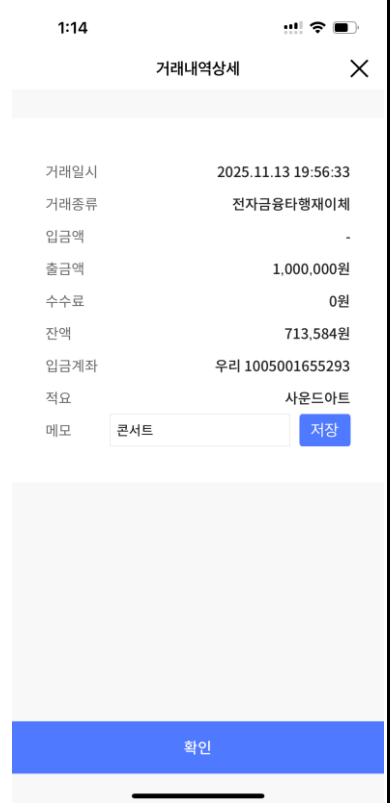 1:14
거래내역상세
거래일시 2025.11.13 19:56:33
거래종류 전자금융타행재이체
입금액 -
출금액 1,000,000원
수수료 0원
잔액 713,584원
입금계좌 우리 1005001655293
적요 사운드아트
메모 콘서트 저장
확인